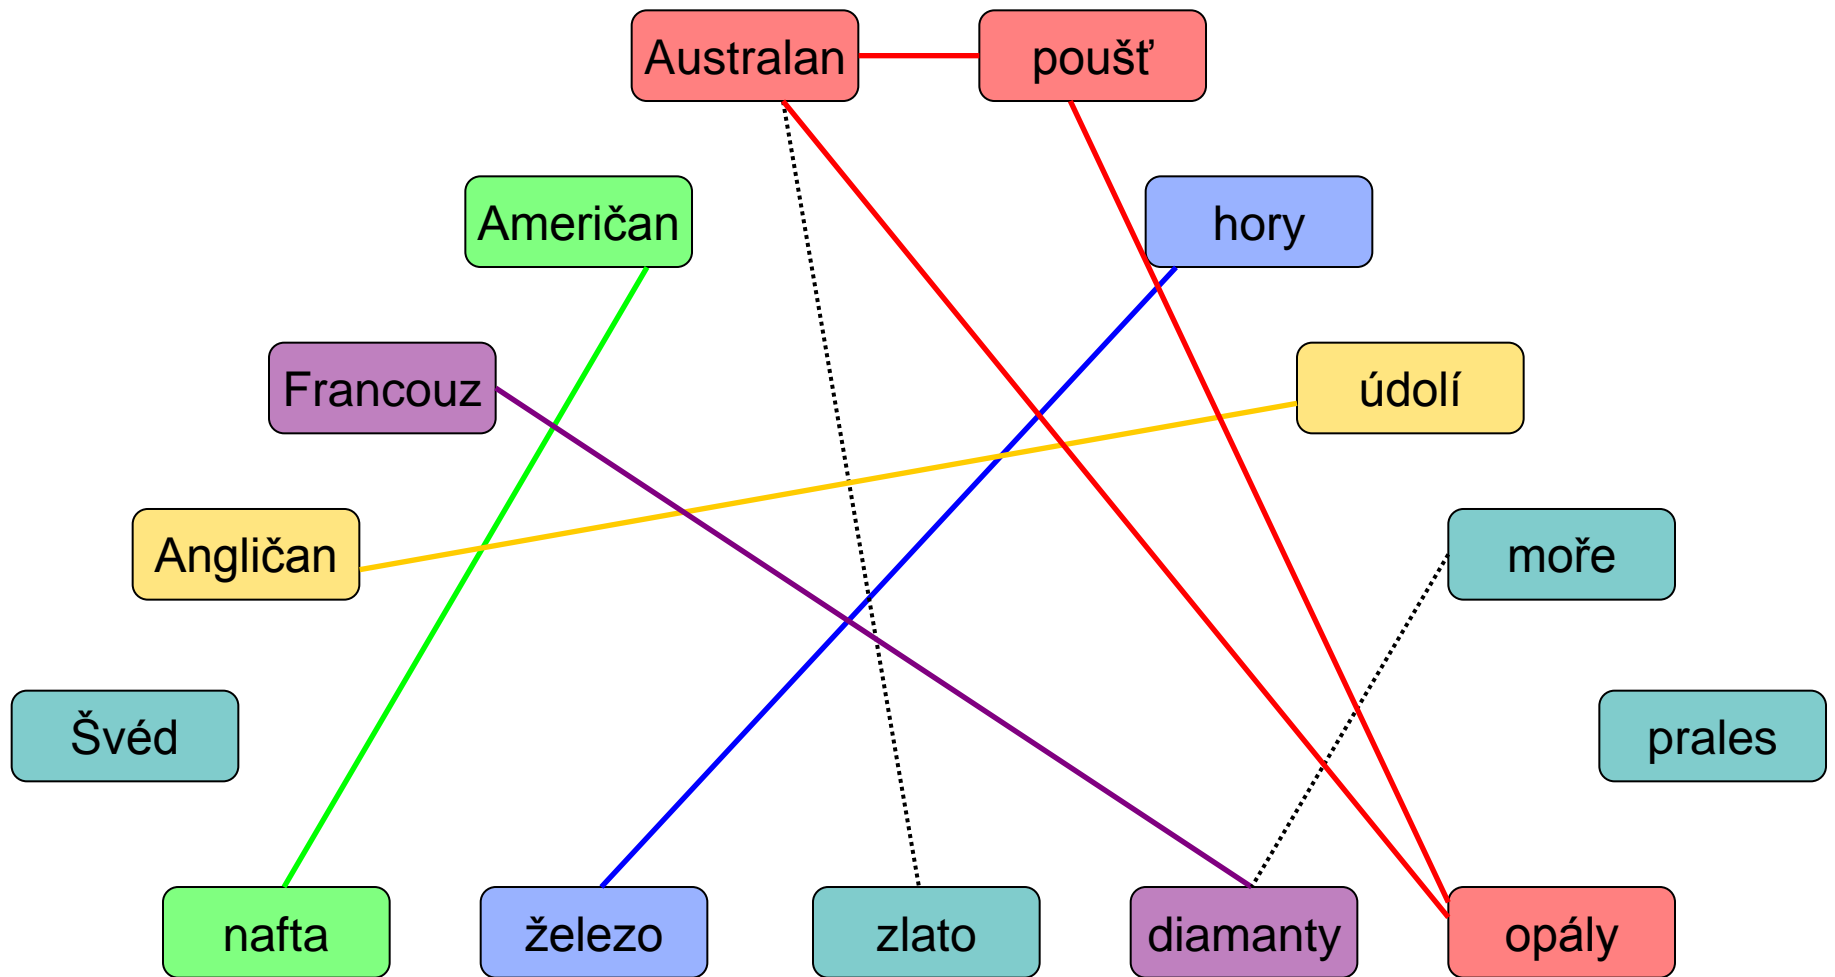 Australan
poušť
Američan
hory
Francouz
údolí
Angličan
moře
Švéd
prales
nafta
železo
zlato
diamanty
opály